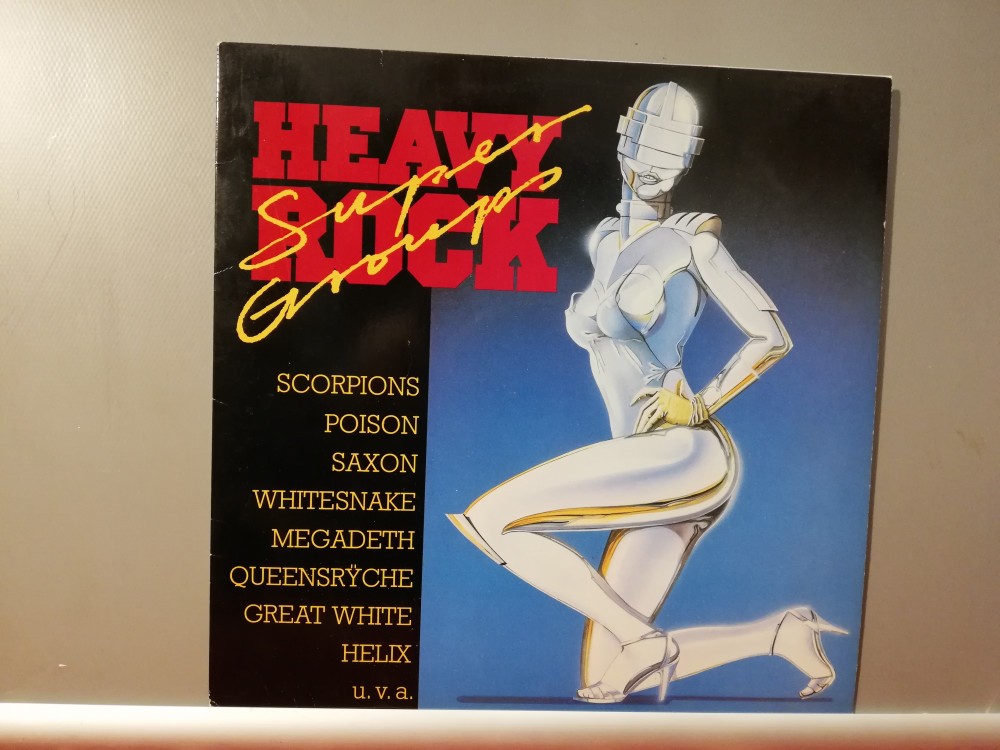 HEAVY
ROCK
Super
Groups
SCORPIONS
POISON
SAXON
WHITESNAKE
MEGADETH
QUEENSRŸCHE
GREAT WHITE
HELIX
u.v.a.